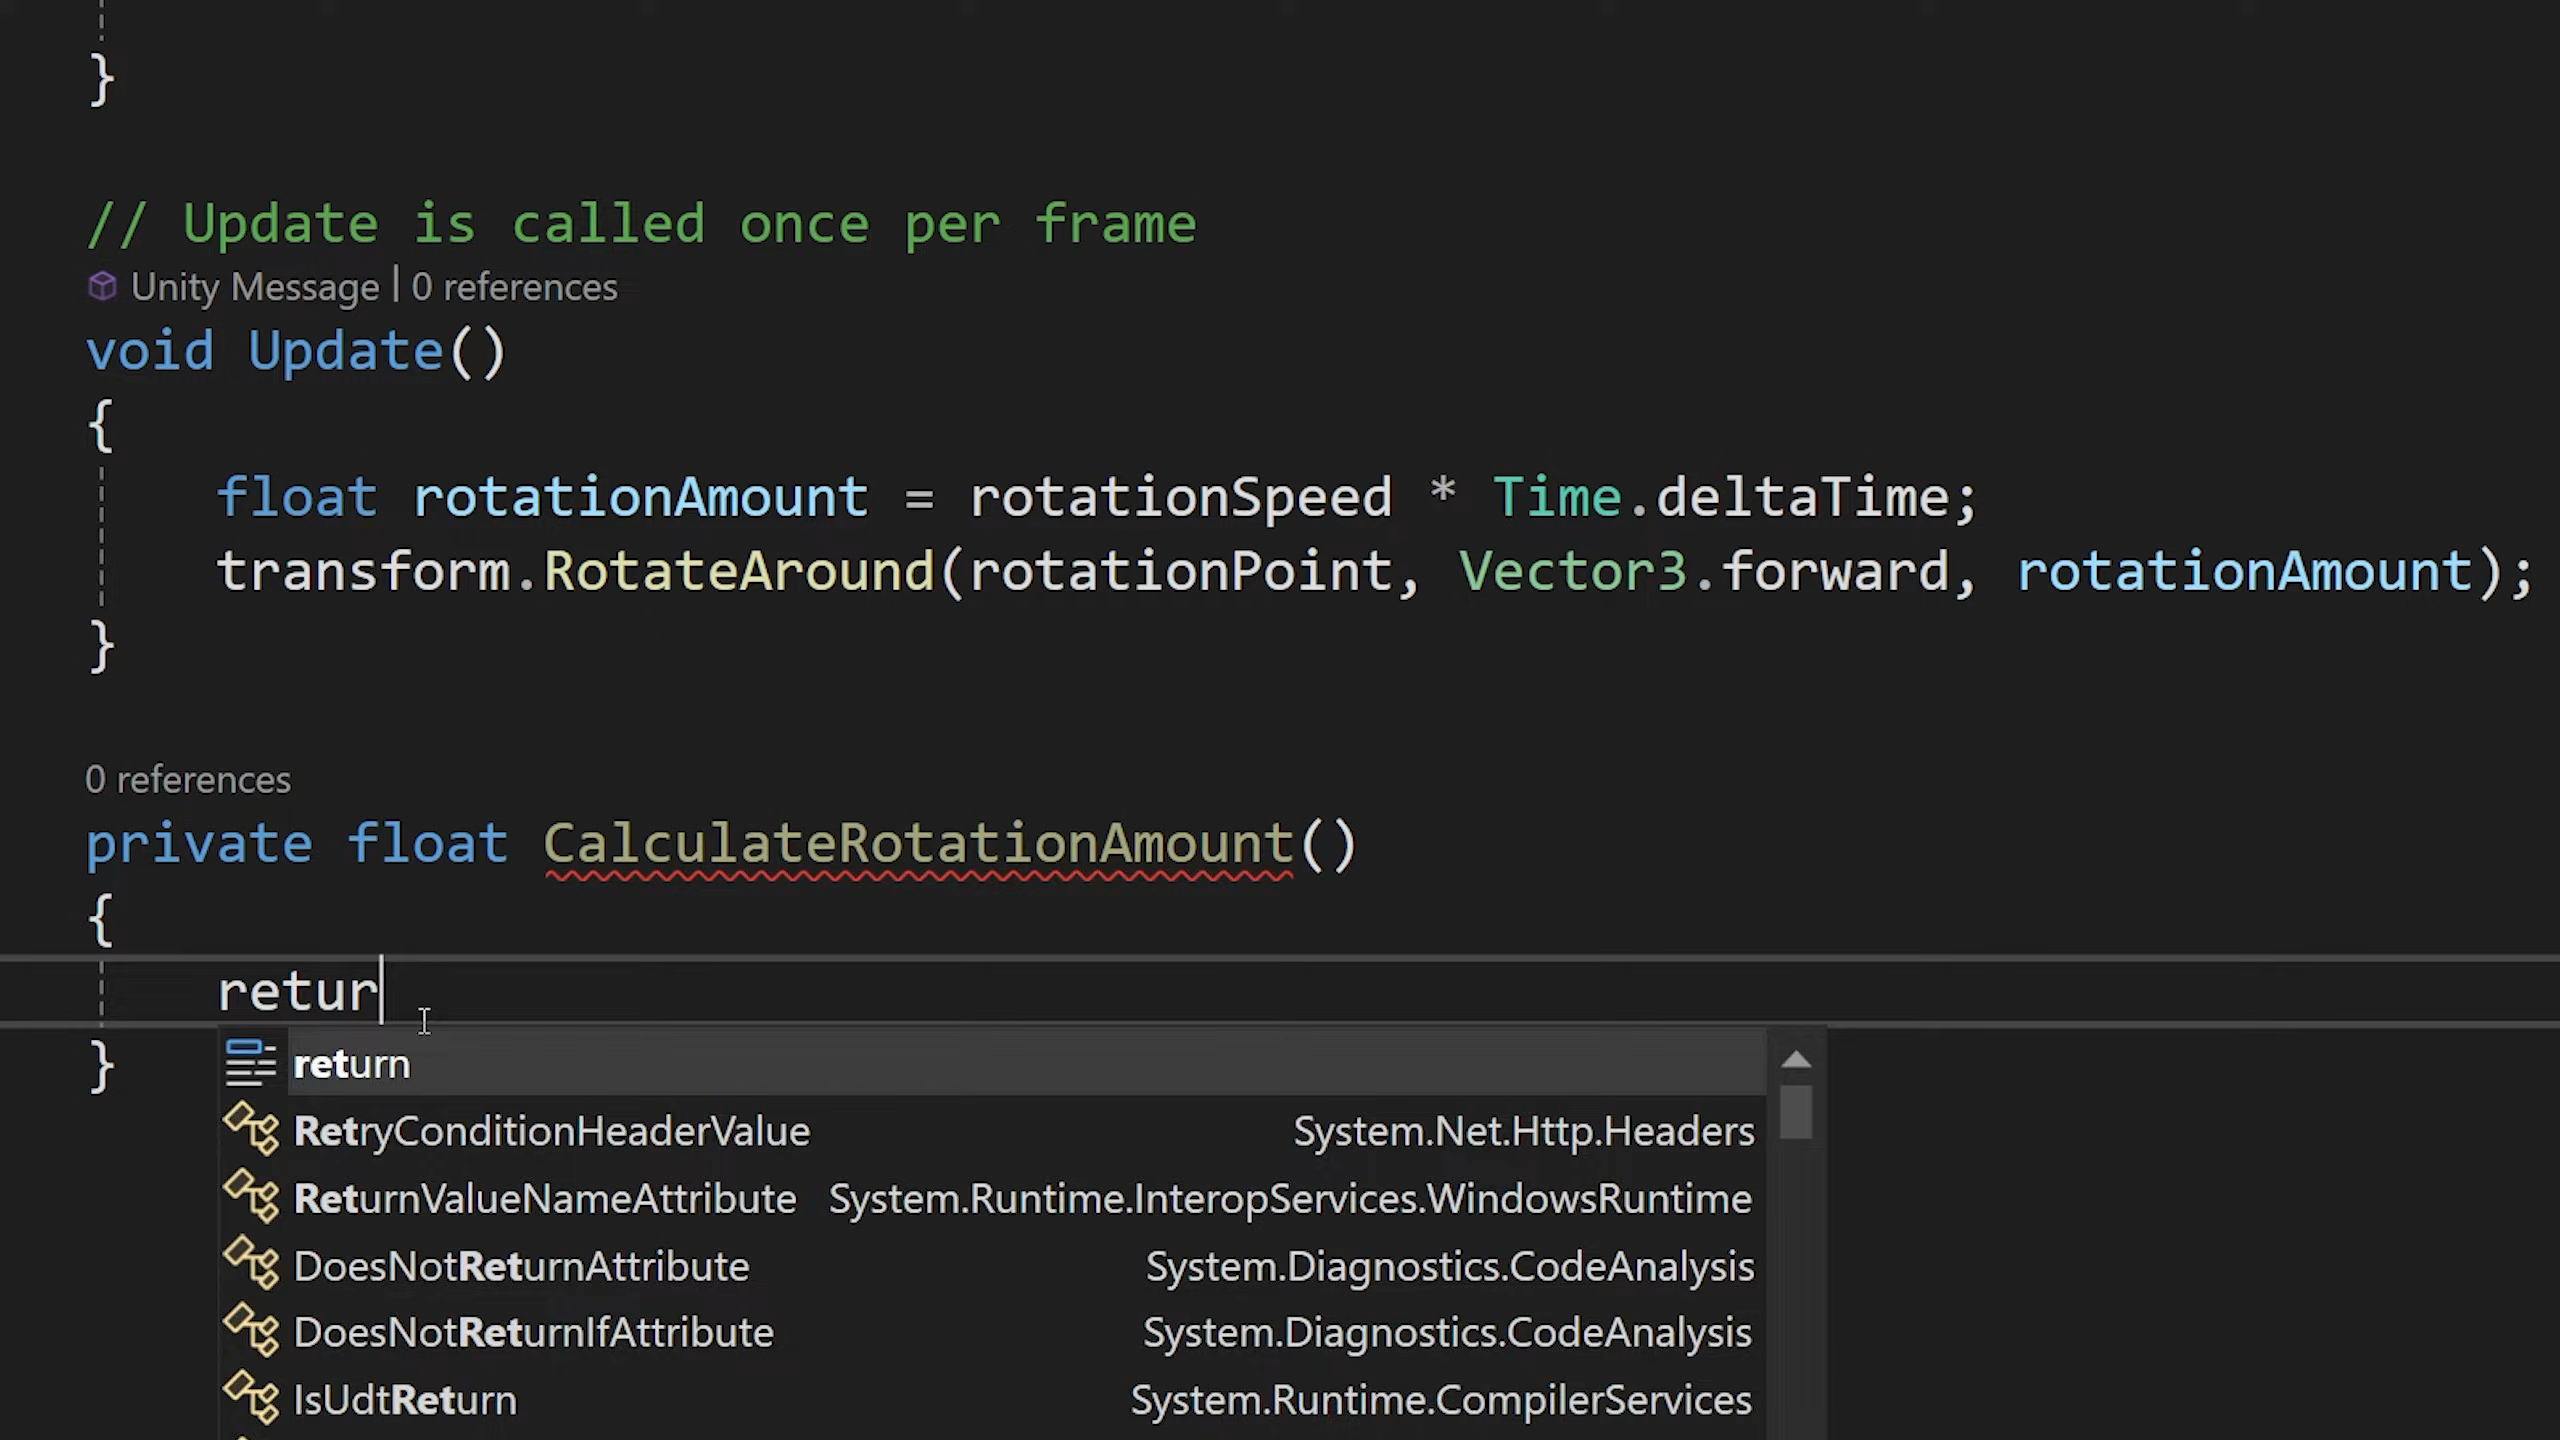 }
// Update is called once per frame
Unity Message | 0 references
void Update()
{
float rotationAmount = rotationSpeed * Time.deltaTime;
transform.RotateAround(rotationPoint, Vector3.forward, rotationAmount);
}
0 references
private float CalculateRotationAmount()
{
retur
}
return
RetryConditionHeaderValue System.Net.Http.Headers
ReturnValueNameAttribute System.Runtime.InteropServices.WindowsRuntime
DoesNotReturnAttribute System.Diagnostics.CodeAnalysis
DoesNotReturnIfAttribute System.Diagnostics.CodeAnalysis
IsUdtReturn System.Runtime.CompilerServices